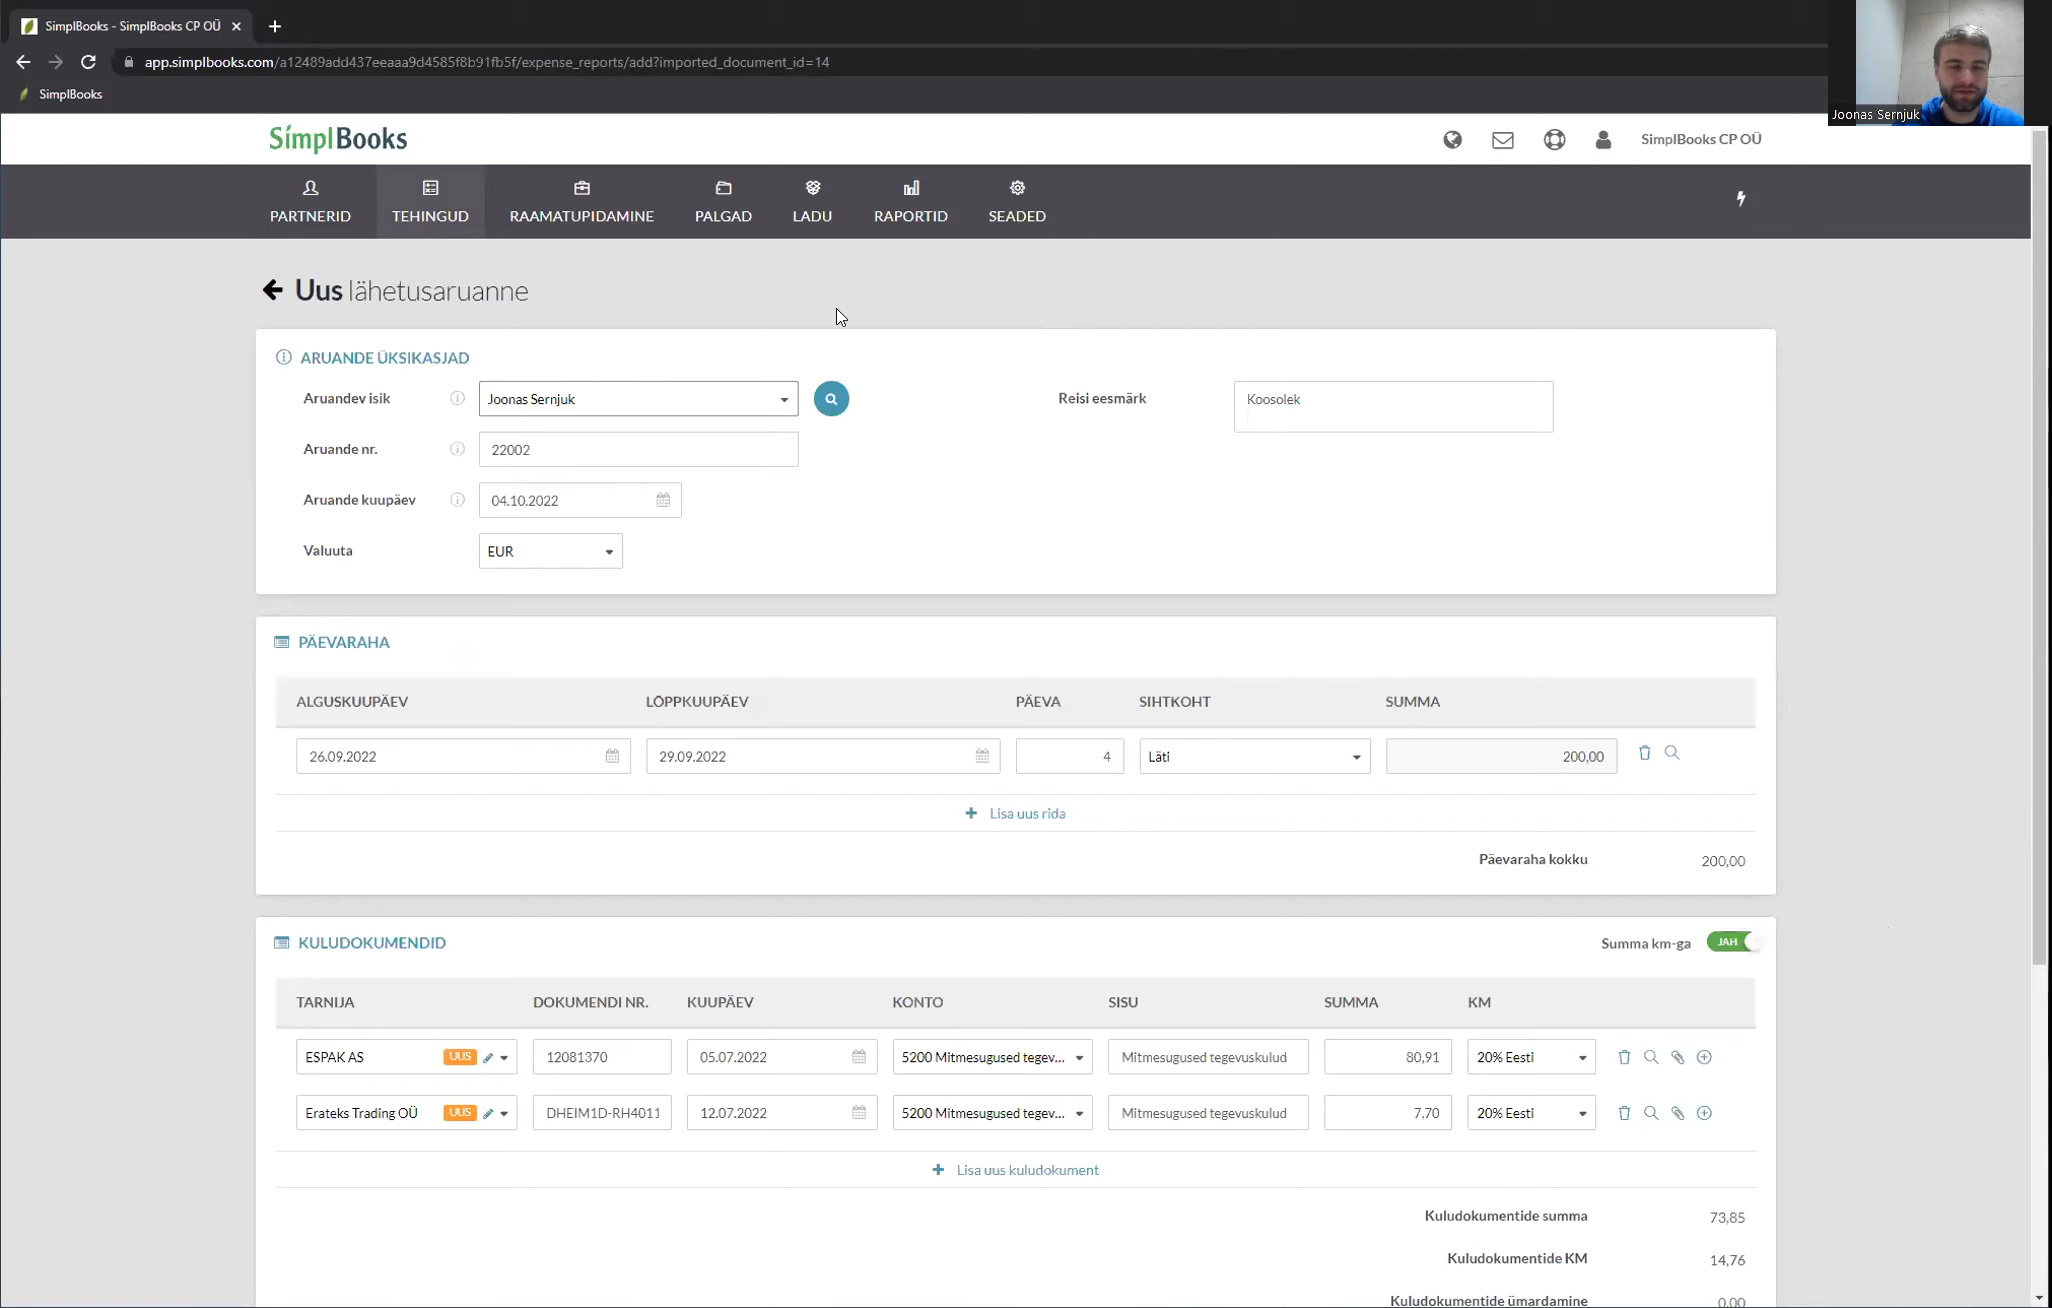 SimplBooks - SimplBooks CP OÜ
app.simplbooks.com/a12489add437eeaaa9d4585f8b91fb5f/expense_reports/add?imported_document_id=14
SimplBooks
Joonas Sernjuk
SimplBooks
SimplBooks CP OÜ
PARTNERID TEHINGUD RAAMATUPIDAMINE PALGAD LADU RAPORTID SEADED
Uus lähetusaruanne
ARUANDE ÜKSIKASJAD
Aruandev isik Joonas Sernjuk Reisi eesmärk Koosolek
Aruande nr. 22002
Aruande kuupäev 04.10.2022
Valuuta EUR
PÄEVARAHA
ALGUSKUUPÄEV LÕPPKUUPÄEV PÄEVA SIHTKOHT SUMMA
26.09.2022 29.09.2022 4 Läti 200,00
+ Lisa uus rida
Päevaraha kokku 200,00
KULUDOKUMENDID Summa km-ga JAH
TARNIJA DOKUMENDI NR. KUUPÄEV KONTO SISU SUMMA KM
ESPAK AS UUS 12081370 05.07.2022 5200 Mitmesugused tegev... Mitmesugused tegevuskulud 80,91 20% Eesti
Erateks Trading OÜ UUS DHEIM1D-RH4011 12.07.2022 5200 Mitmesugused tegev... Mitmesugused tegevuskulud 7,70 20% Eesti
+ Lisa uus kuludokument
Kuludokumentide summa 73,85
Kuludokumentide KM 14,76
Kuludokumentide ümardamine 0,00